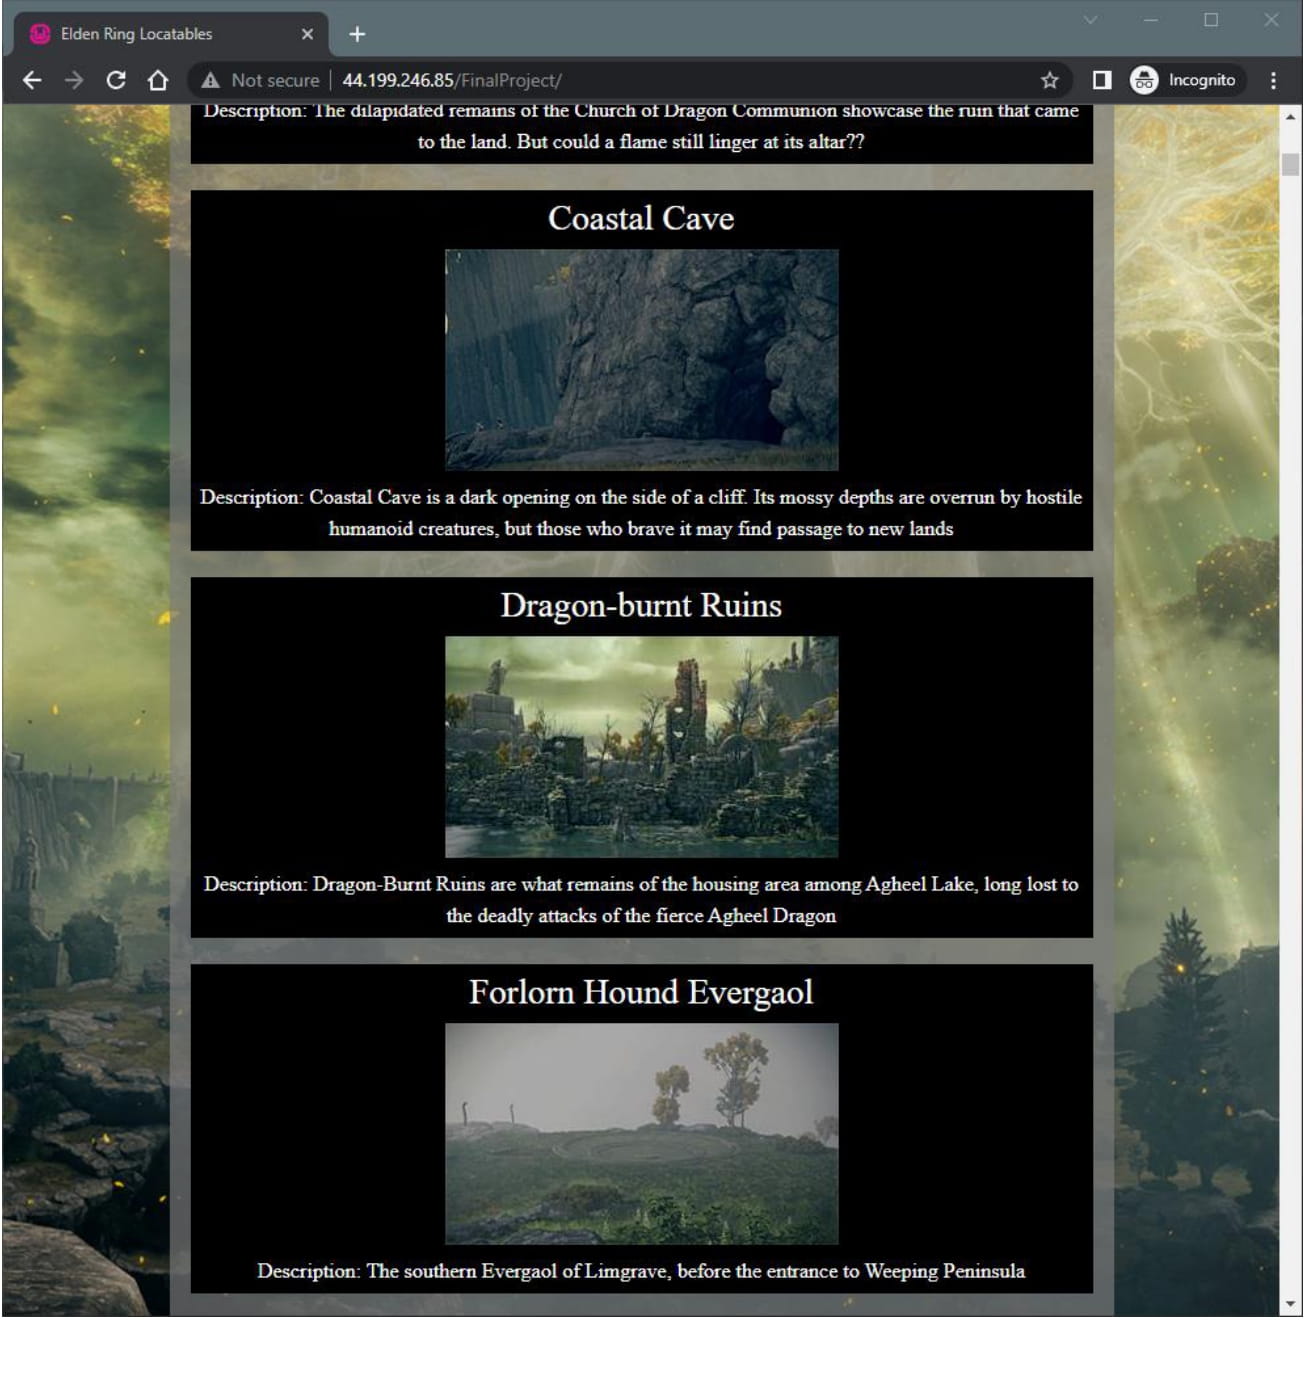 Elden Ring Locatables
Not secure 44.199.246.85/FinalProject/ Incognito
Description: The dilapidated remains of the Church of Dragon Communion showcase the ruin that came
to the land. But could a flame still linger at its altar??
Coastal Cave
Description: Coastal Cave is a dark opening on the side of a cliff. Its mossy depths are overrun by hostile
humanoid creatures, but those who brave it may find passage to new lands
Dragon-burnt Ruins
Description: Dragon-Burnt Ruins are what remains of the housing area among Agheel Lake, long lost to
the deadly attacks of the fierce Agheel Dragon
Forlorn Hound Evergaol
Description: The southern Evergaol of Limgrave, before the entrance to Weeping Peninsula